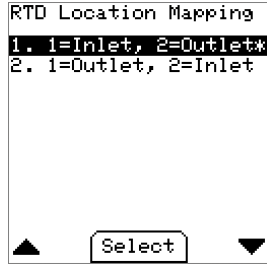 RTD Location Mapping
1. 1=Inlet, 2=Outlet*
2. 1=Outlet, 2=Inlet
Select